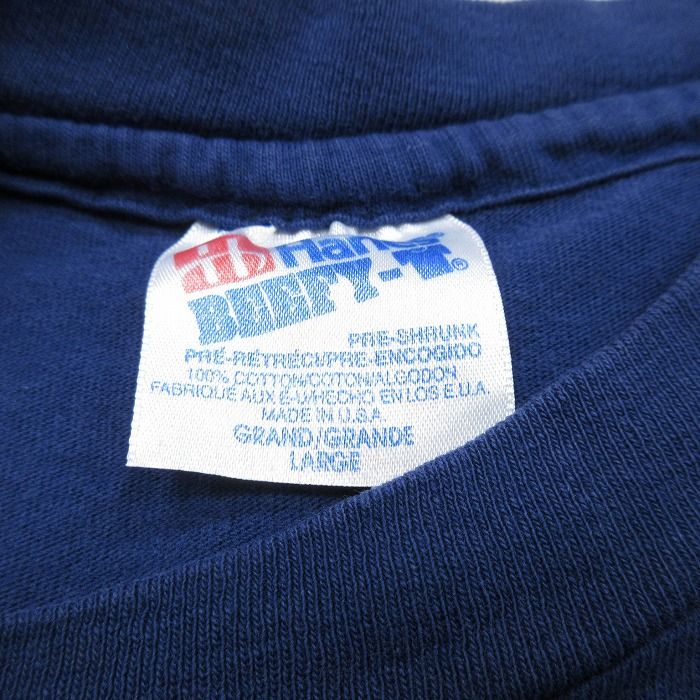 Hanes
BEEFY-T®
PRE-SHRUNK
PRÉ-RÉTRÉCI/PRE-ENCOGIDO
100% COTTON/COTON/ALGODON
FABRIQUÉ AUX É-U/HECHO EN LOS E.U.A.
MADE IN U.S.A.
GRAND/GRANDE
LARGE